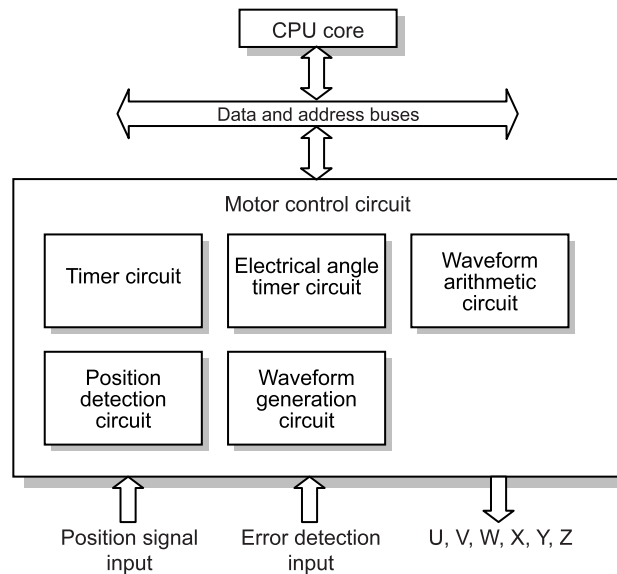 CPU core
Data and address buses
Motor control circuit
Timer circuit
Electrical angle
timer circuit
Waveform
arithmetic
circuit
Position
detection
circuit
Waveform
generation
circuit
Position signal
input
Error detection
input
U, V, W, X, Y, Z